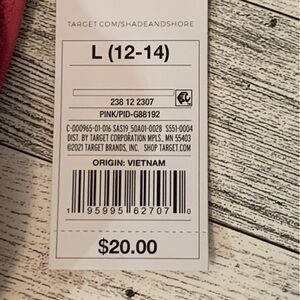 TARGET.COM/SHADEANDSHORE
L (12-14)
238 12 2307
PINK/PID-G88192
C-000965-01-016 SAS19_50A01-0028 S551-0004
DIST. BY TARGET CORPORATION MPLS., MN 55403
©2021 TARGET BRANDS, INC. SHOP TARGET.COM
ORIGIN: VIETNAM
1 95995 62707 0
$20.00